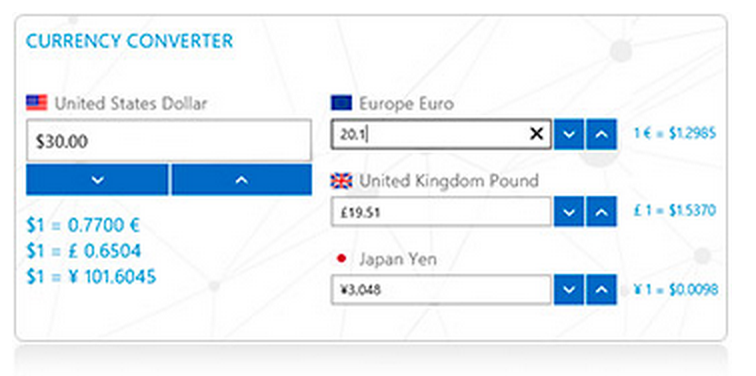 CURRENCY CONVERTER
United States Dollar
$30.00
$1 = 0.7700 €
$1 = £ 0.6504
$1 = ¥ 101.6045
Europe Euro
20,1
1 € = $1.2985
United Kingdom Pound
£19.51
£ 1 = $1.5370
Japan Yen
¥3,048
¥ 1 = $0.0098